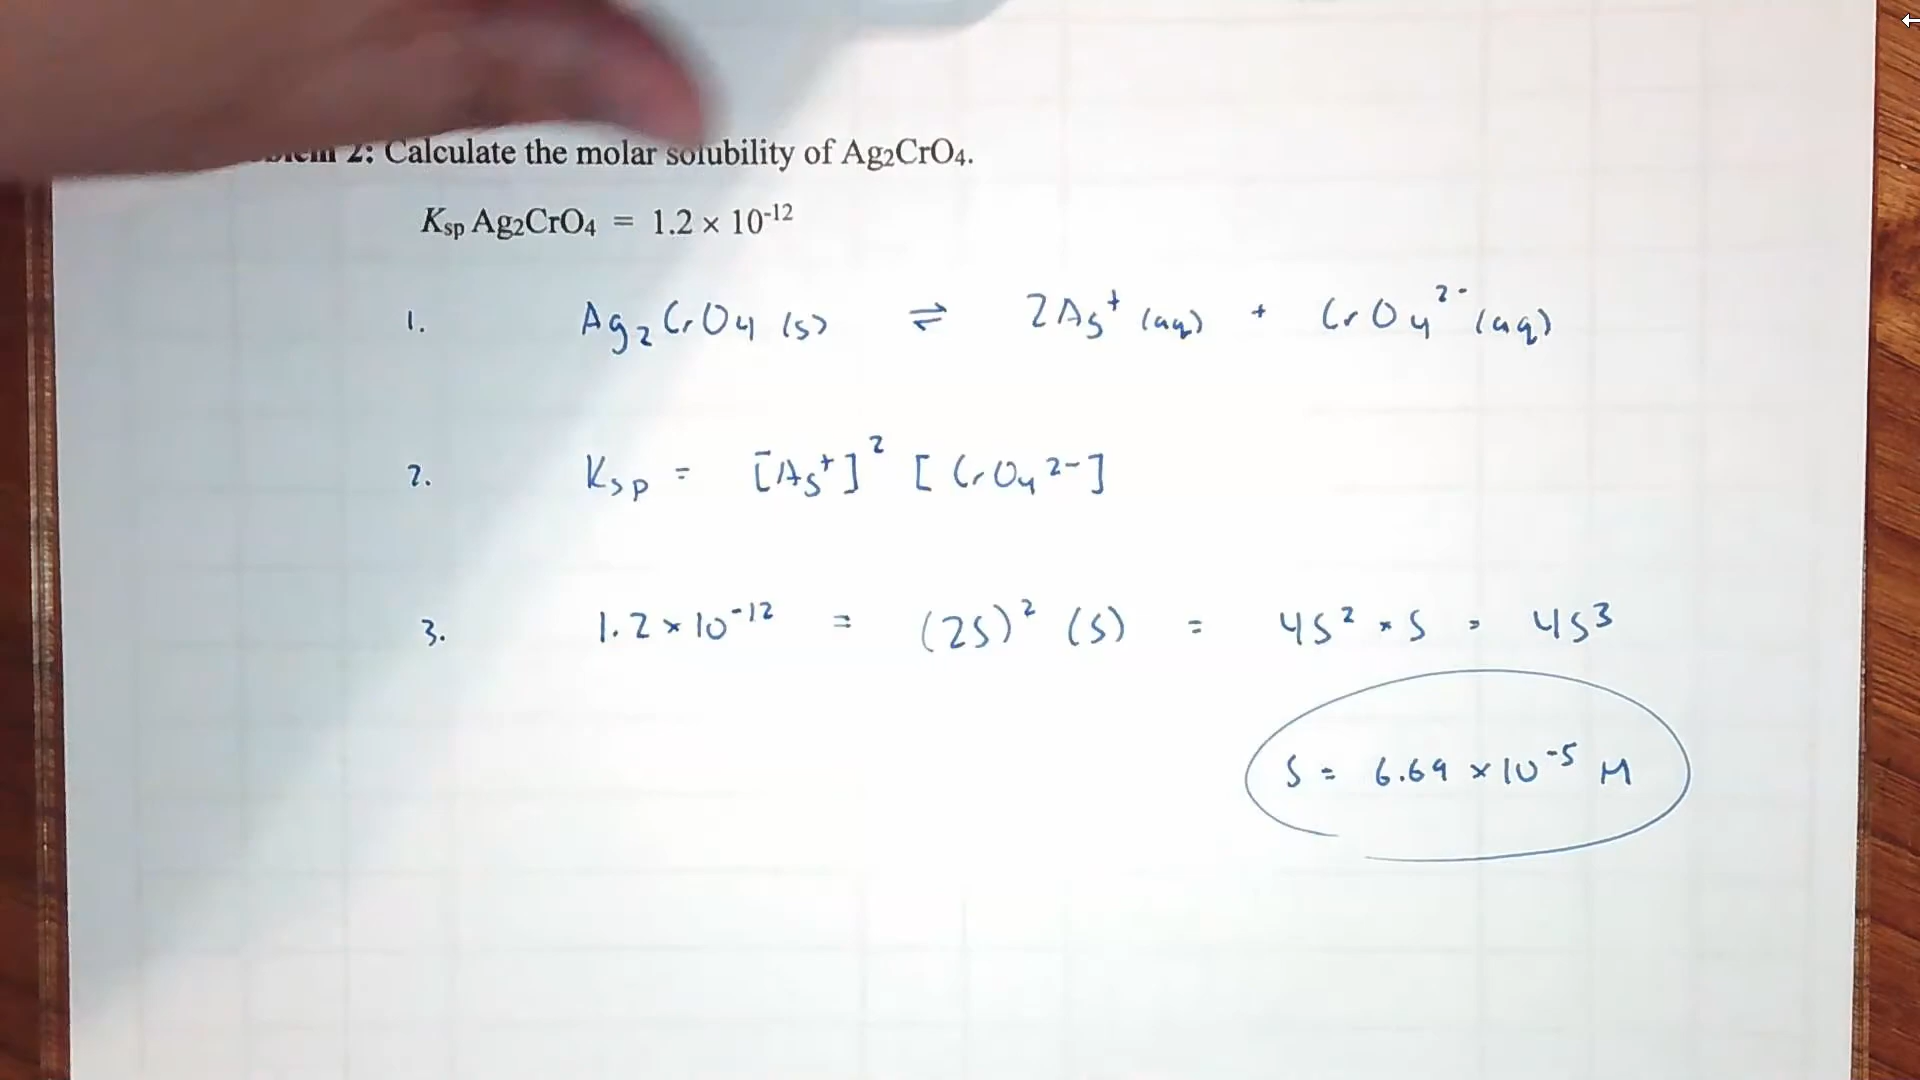 2: Calculate the molar solubility of Ag₂CrO₄.
Ksp Ag₂CrO₄ = 1.2 × 10⁻¹²
1. Ag₂CrO₄ (s) ⇌ 2Ag⁺ (aq) + CrO₄²⁻ (aq)
2. Ksp = [Ag⁺]² [CrO₄²⁻]
3. 1.2 × 10⁻¹² = (2S)² (S) = 4S² * S = 4S³
S = 6.69 × 10⁻⁵ M